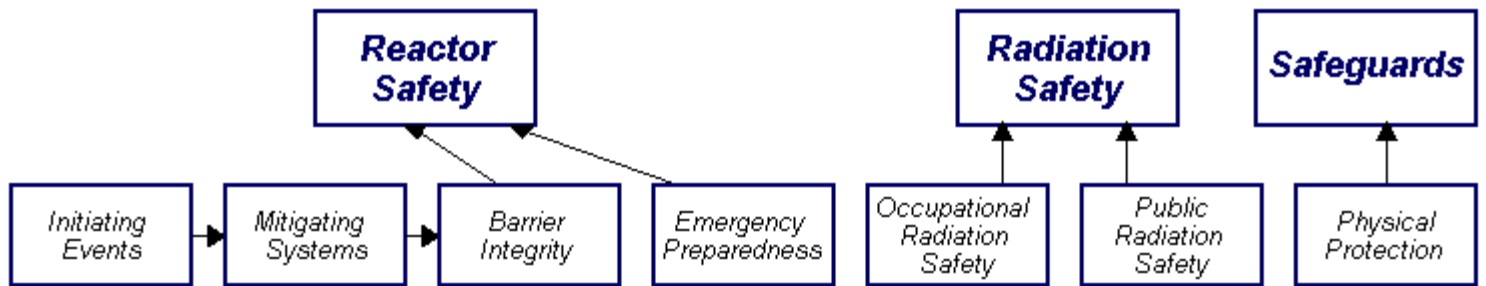 Reactor
Safety
Radiation
Safety
Safeguards
Initiating
Events
Mitigating
Systems
Barrier
Integrity
Emergency
Preparedness
Occupational
Radiation
Safety
Public
Radiation
Safety
Physical
Protection